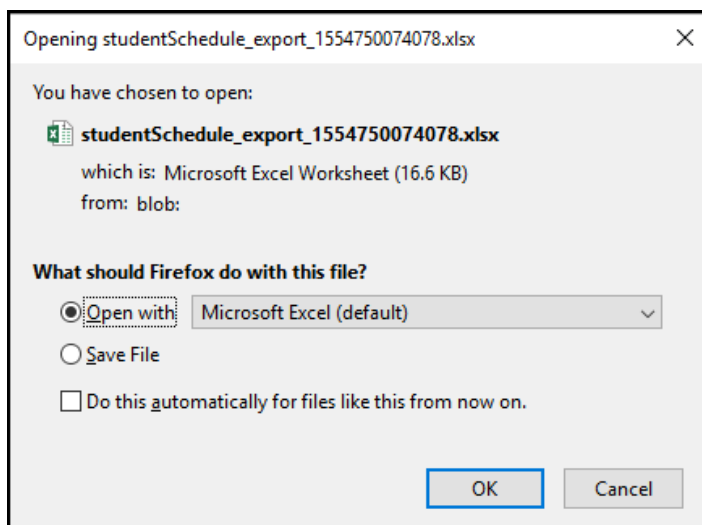 Opening studentSchedule_export_1554750074078.xlsx
You have chosen to open:
studentSchedule_export_1554750074078.xlsx
which is: Microsoft Excel Worksheet (16.6 KB)
from: blob:
What should Firefox do with this file?
Open with Microsoft Excel (default)
Save File
Do this automatically for files like this from now on.
OK Cancel